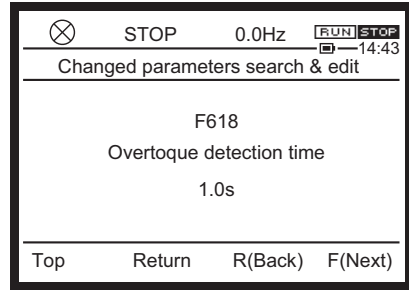 STOP 0.0Hz RUN STOP
14:43
Changed parameters search & edit
F618
Overtoque detection time
1.0s
Top Return R(Back) F(Next)